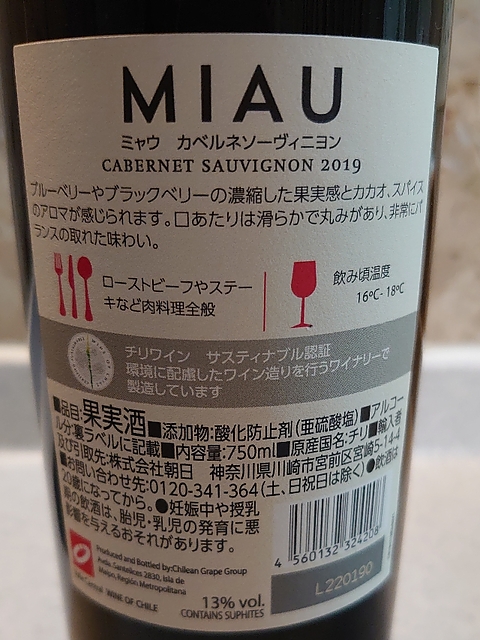 MIAU
ミャウ カベルネソーヴィニヨン
CABERNET SAUVIGNON 2019
ブルーベリーやブラックベリーの濃縮した果実感とカカオ、スパイス
のアロマが感じられます。口あたりは滑らかで丸みがあり、非常にバ
ランスの取れた味わい。
ローストビーフやステー
キなど肉料理全般
飲み頃温度
16ºC- 18ºC
チリワイン サスティナブル認証
環境に配慮したワイン造りを行うワイナリーで
製造しています
■品目:果実酒■添加物:酸化防止剤(亜硫酸塩)■アルコー
ル分:裏ラベルに記載■内容量:750ml■原産国名:チリ■輸入者
及び引取先:株式会社朝日 神奈川県川崎市宮前区宮崎5-14-4
■お問い合わせ先:0120-341-364(土、日祝日は除く)●飲酒は
20歳になってから。●妊娠中や授乳
期の飲酒は、胎児・乳児の発育に悪
影響を与えるおそれがあります。
4 560132 324208
Produced and Bottled by:Chilean Grape Group
Avda. Santelices 2830, Isla de
Maipo, Región Metropolitana
Valle Central WINE OF CHILE
13% vol.
CONTAINS SUPHITES
L220190